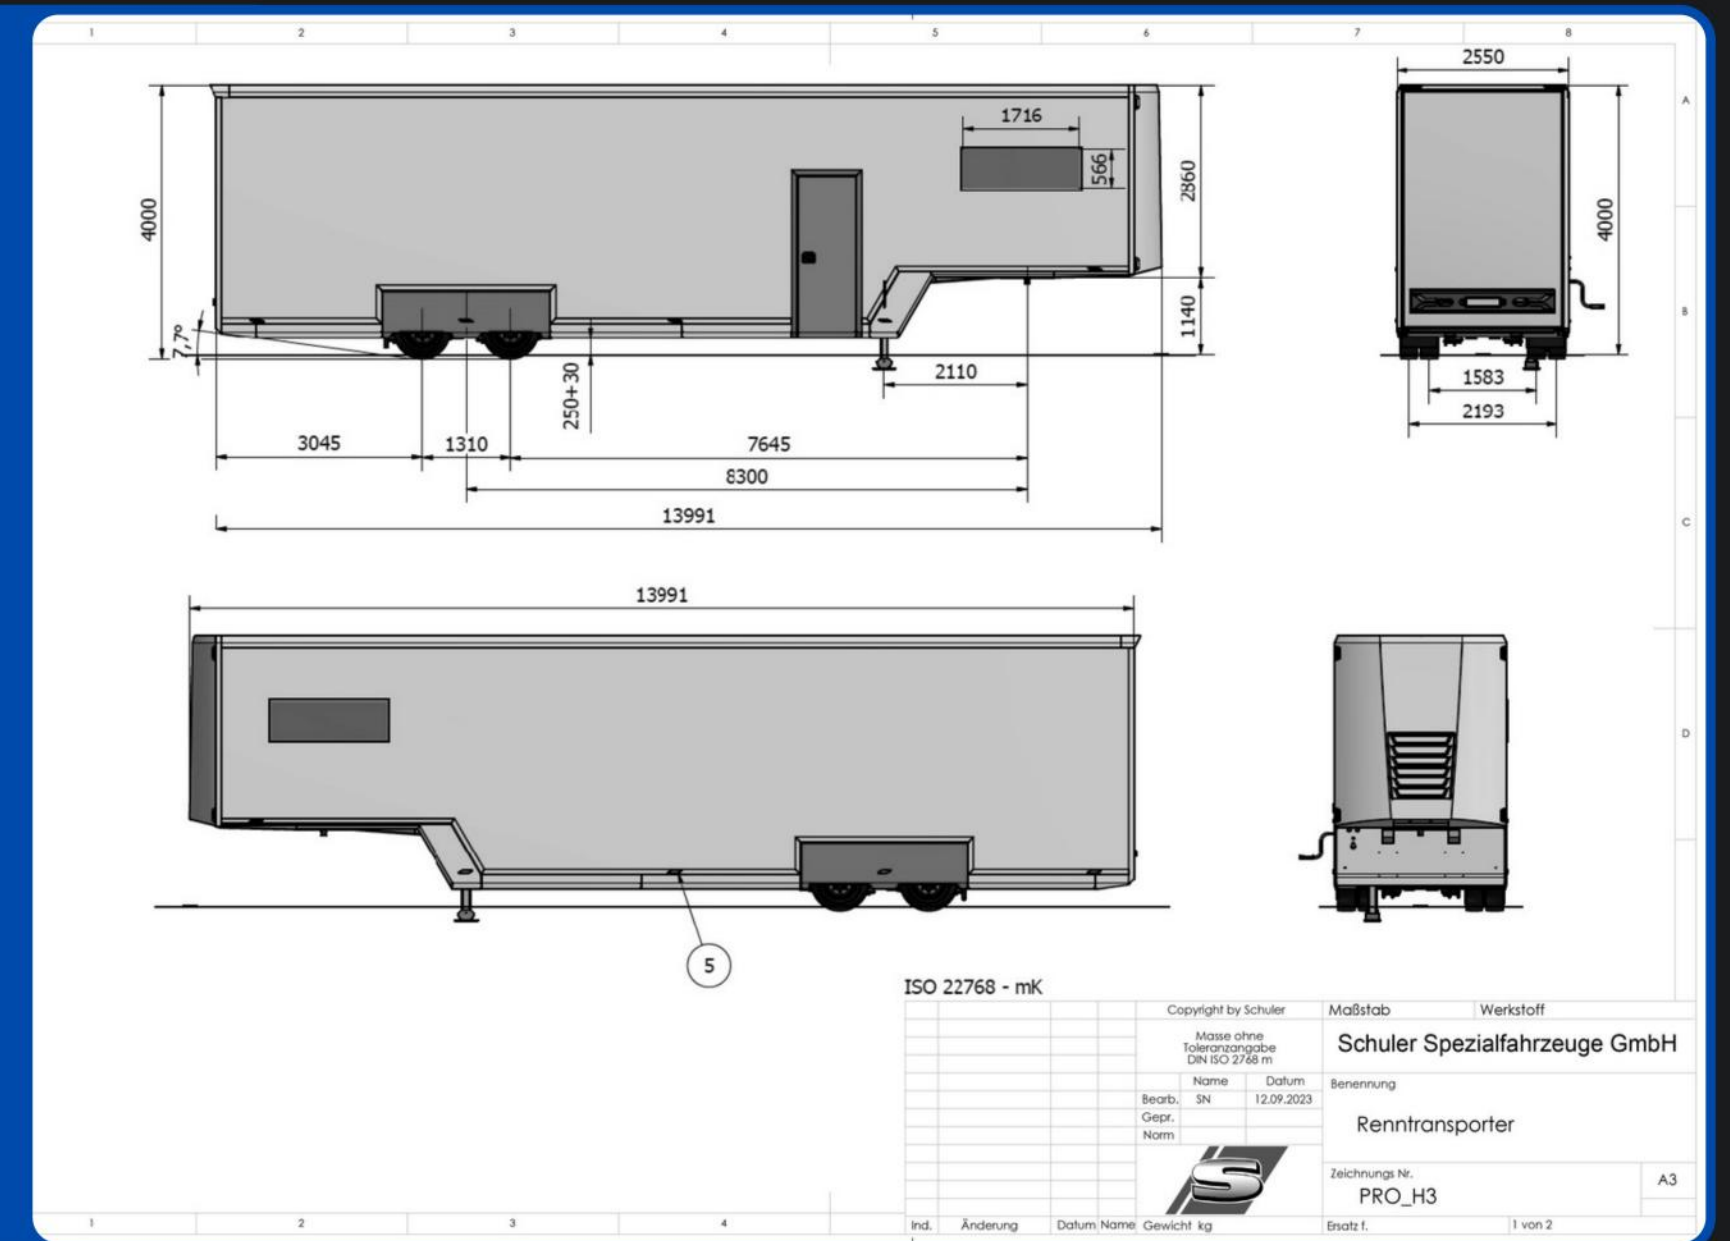 1 2 3 4 5 6 7 8
2550
A
1716
566
2860
4000
4000
B
1140
7,7°
250+30
2110
1583
2193
3045 1310 7645
8300
13991
C
13991
D
5
ISO 22768 - mK
Copyright by Schuler
Maßstab Werkstoff
Masse ohne
Toleranzangabe
DIN ISO 2768 m
Schuler Spezialfahrzeuge GmbH
Name Datum
Benennung
Bearb. SN 12.09.2023
Gepr.
Renntransporter
Norm
S
Zeichnungs Nr.
A3
PRO_H3
Ind. Änderung Datum Name Gewicht kg
Ersatz f. 1 von 2
1 2 3 4